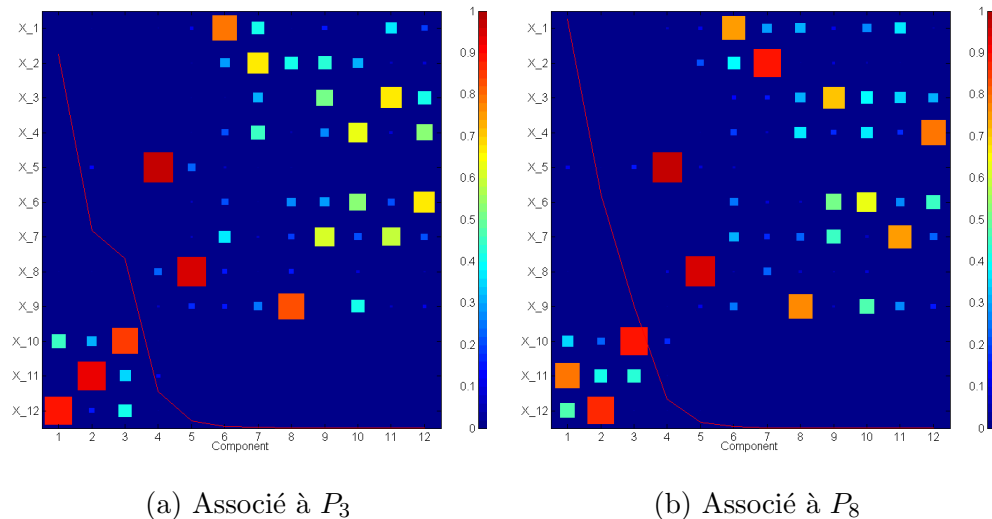 X_1
X_2
X_3
X_4
X_5
X_6
X_7
X_8
X_9
X_10
X_11
X_12
1 2 3 4 5 6 7 8 9 10 11 12
Component
1
0.9
0.8
0.7
0.6
0.5
0.4
0.3
0.2
0.1
0
(a) Associé à P3
X_1
X_2
X_3
X_4
X_5
X_6
X_7
X_8
X_9
X_10
X_11
X_12
1 2 3 4 5 6 7 8 9 10 11 12
Component
1
0.9
0.8
0.7
0.6
0.5
0.4
0.3
0.2
0.1
0
(b) Associé à P8